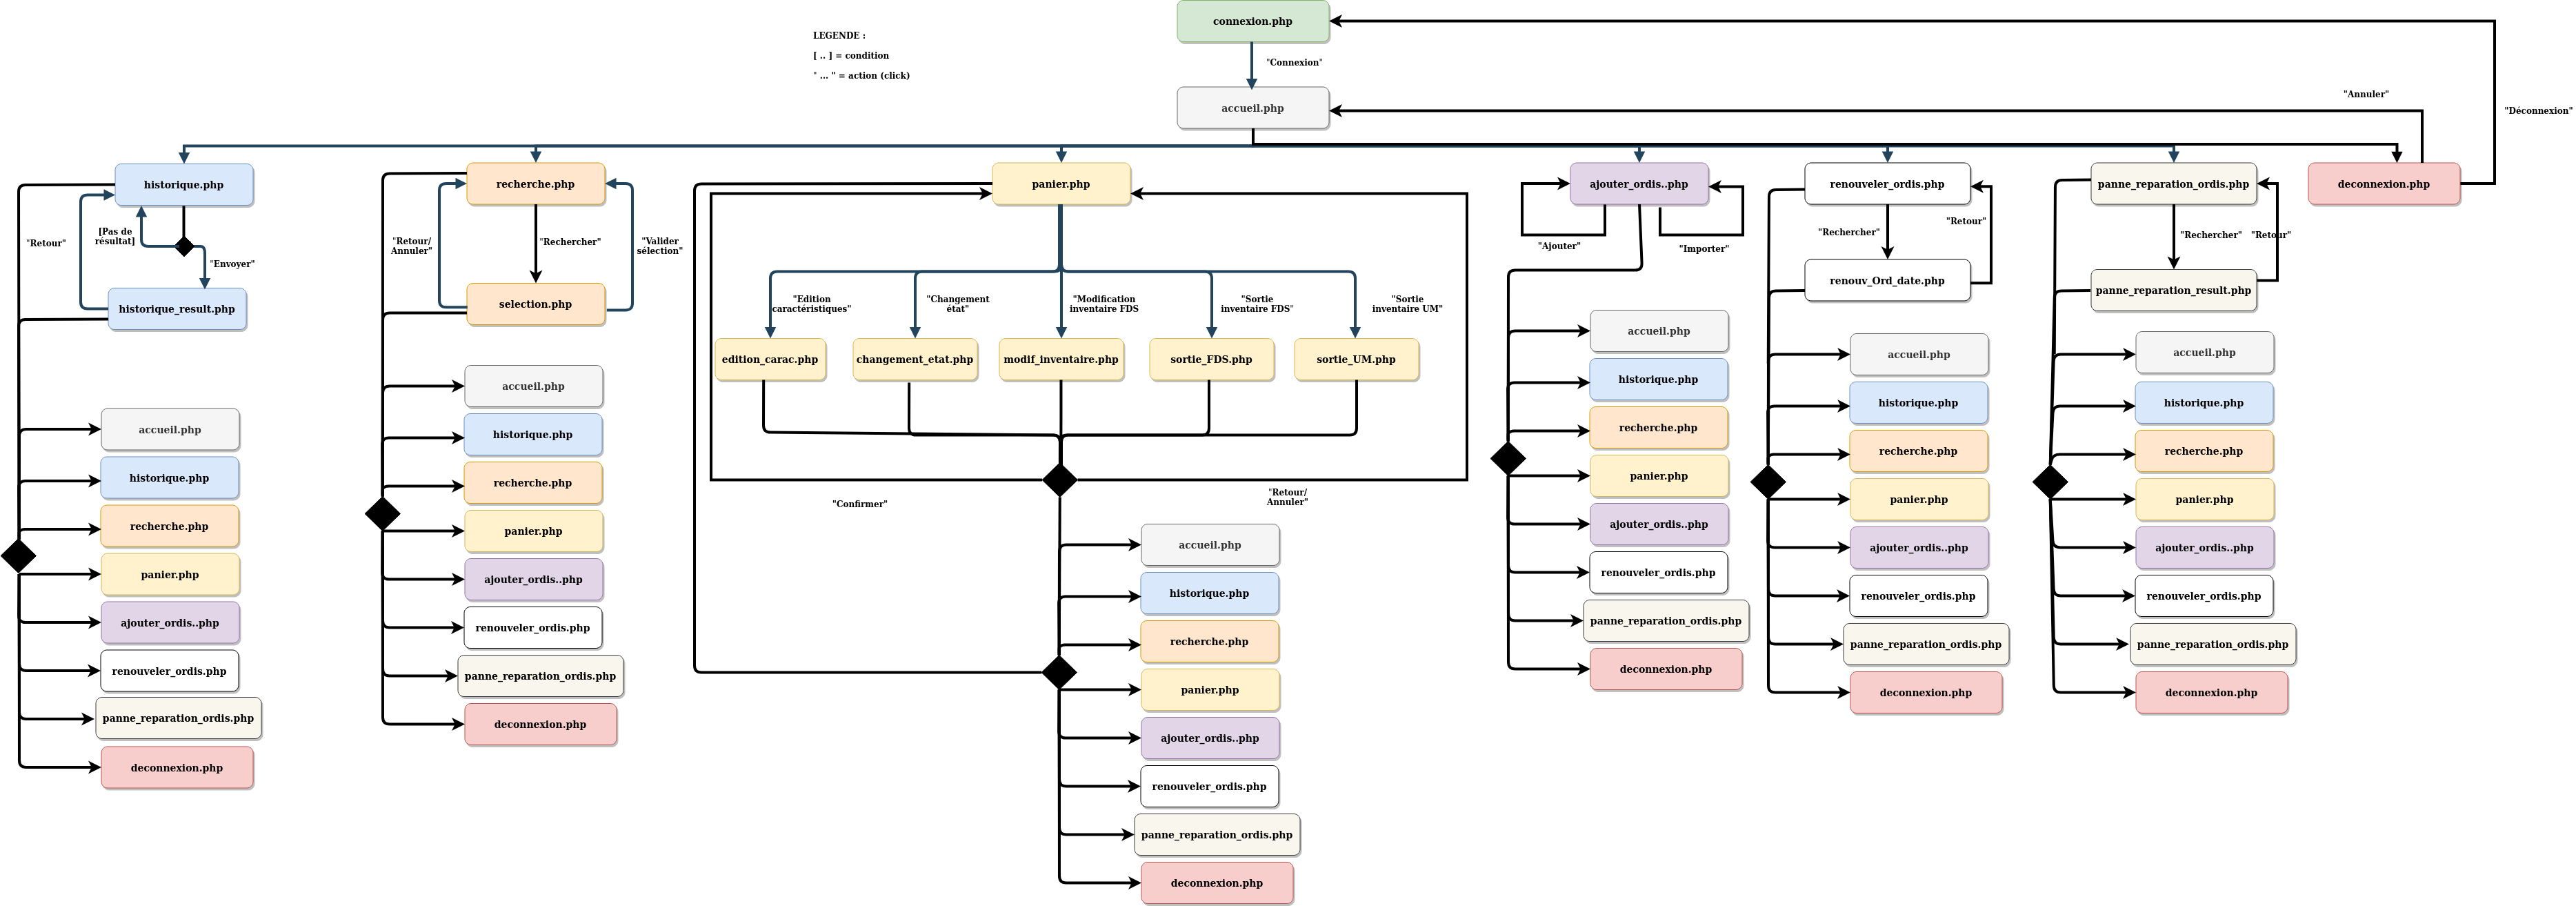 connexion.php
LEGENDE :
[ .. ] = condition
" ... " = action (click)
"Connexion"
accueil.php
"Annuler"
"Déconnexion"
historique.php
recherche.php
panier.php
ajouter_ordis..php
renouveler_ordis.php
panne_reparation_ordis.php
deconnexion.php
"Retour"
[Pas de
résultat]
"Envoyer"
historique_result.php
"Retour/
Annuler"
"Rechercher"
"Valider
sélection"
selection.php
"Edition
caractéristiques"
"Changement
état"
"Modification
inventaire FDS
"Sortie
inventaire FDS"
"Sortie
inventaire UM"
edition_carac.php
changement_etat.php
modif_inventaire.php
sortie_FDS.php
sortie_UM.php
"Confirmer"
"Retour/
Annuler"
"Ajouter"
"Importer"
"Rechercher"
"Retour"
renouv_Ord_date.php
"Rechercher"
"Retour"
panne_reparation_result.php
accueil.php
historique.php
recherche.php
panier.php
ajouter_ordis..php
renouveler_ordis.php
panne_reparation_ordis.php
deconnexion.php
accueil.php
historique.php
recherche.php
panier.php
ajouter_ordis..php
renouveler_ordis.php
panne_reparation_ordis.php
deconnexion.php
accueil.php
historique.php
recherche.php
panier.php
ajouter_ordis..php
renouveler_ordis.php
panne_reparation_ordis.php
deconnexion.php
accueil.php
historique.php
recherche.php
panier.php
ajouter_ordis..php
renouveler_ordis.php
panne_reparation_ordis.php
deconnexion.php
accueil.php
historique.php
recherche.php
panier.php
ajouter_ordis..php
renouveler_ordis.php
panne_reparation_ordis.php
deconnexion.php
accueil.php
historique.php
recherche.php
panier.php
ajouter_ordis..php
renouveler_ordis.php
panne_reparation_ordis.php
deconnexion.php